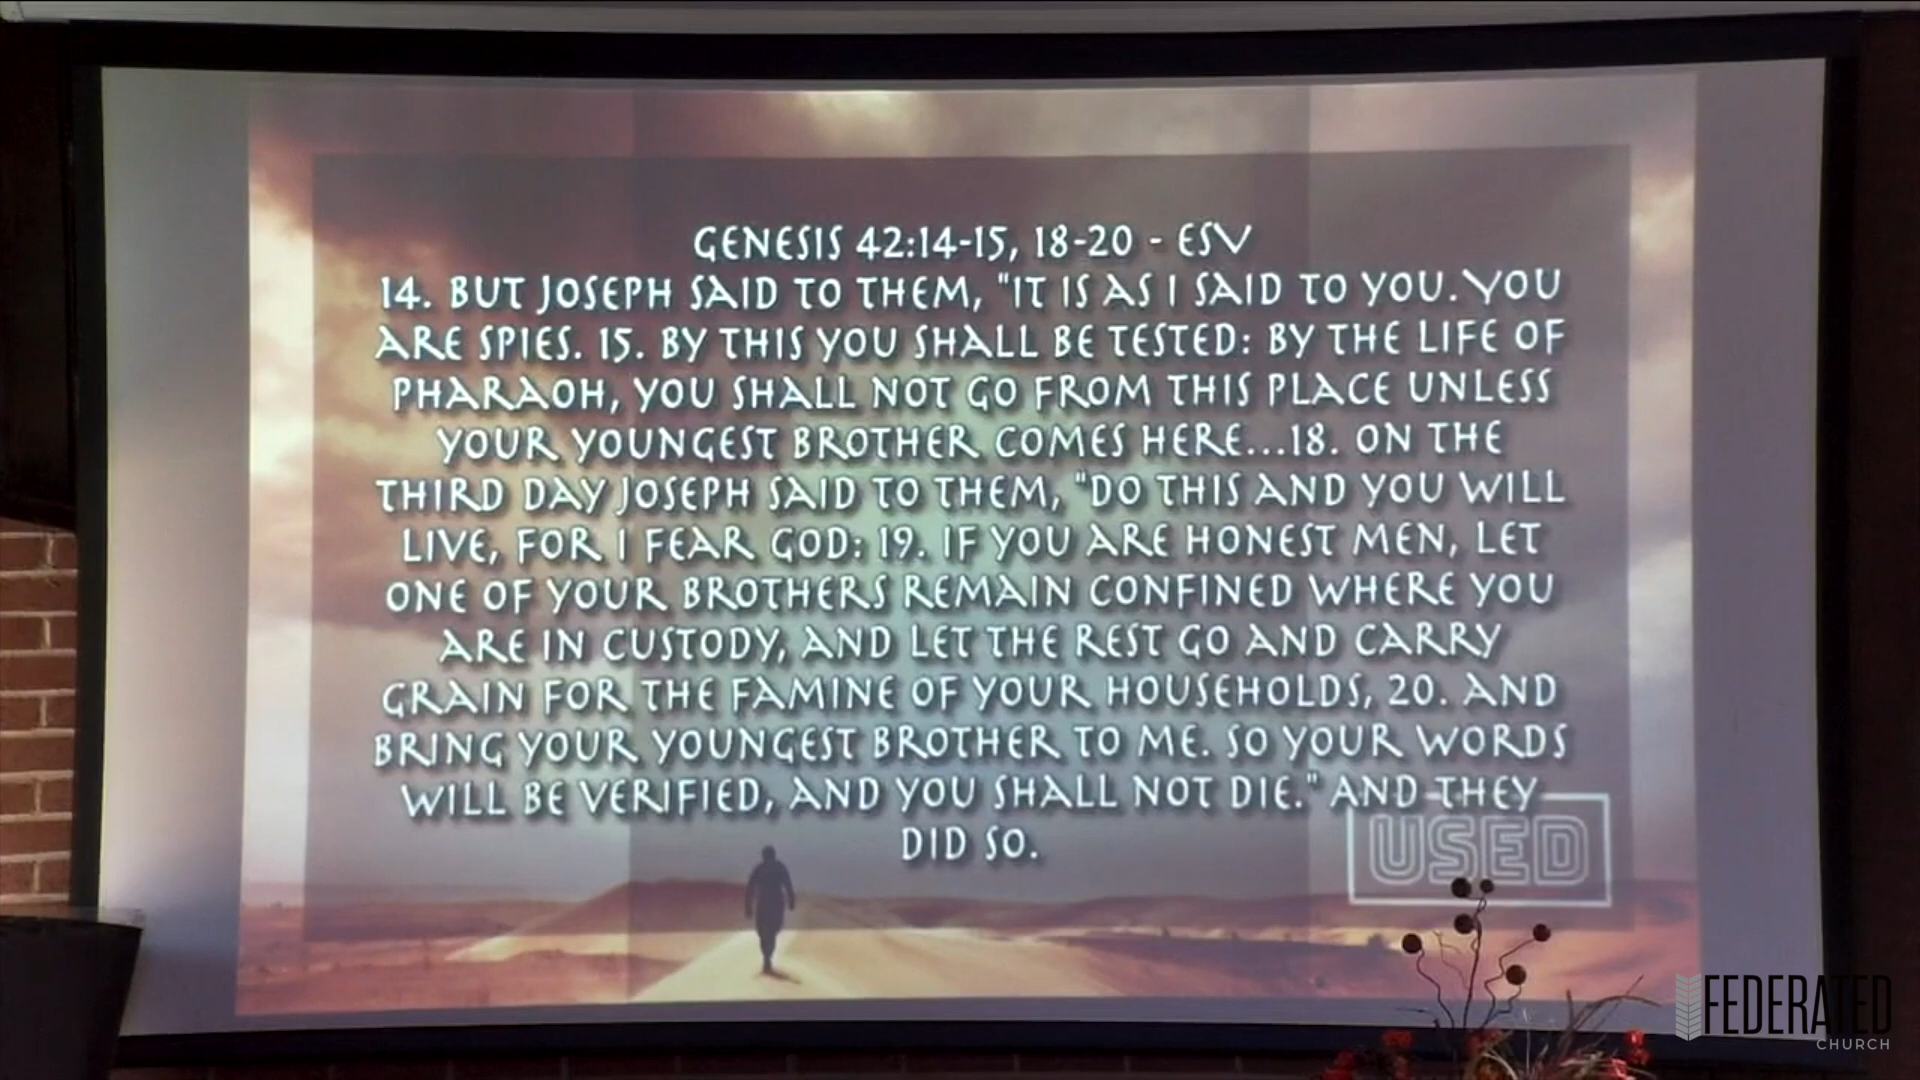 GENESIS 42:14-15, 18-20 - ESV
14. BUT JOSEPH SAID TO THEM, "IT IS AS I SAID TO YOU. YOU
ARE SPIES. 15. BY THIS YOU SHALL BE TESTED: BY THE LIFE OF
PHARAOH, YOU SHALL NOT GO FROM THIS PLACE UNLESS
YOUR YOUNGEST BROTHER COMES HERE...18. ON THE
THIRD DAY JOSEPH SAID TO THEM, "DO THIS AND YOU WILL
LIVE, FOR I FEAR GOD: 19. IF YOU ARE HONEST MEN, LET
ONE OF YOUR BROTHERS REMAIN CONFINED WHERE YOU
ARE IN CUSTODY, AND LET THE REST GO AND CARRY
GRAIN FOR THE FAMINE OF YOUR HOUSEHOLDS, 20. AND
BRING YOUR YOUNGEST BROTHER TO ME. SO YOUR WORDS
WILL BE VERIFIED, AND YOU SHALL NOT DIE." AND THEY
DID SO.
USED
FEDERATED
CHURCH